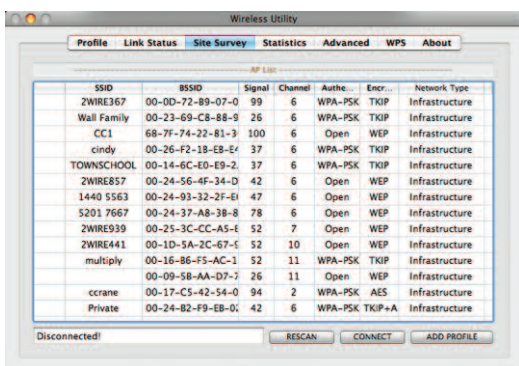 Wireless Utility
Profile Link Status Site Survey Statistics Advanced WPS About
AP List
SSID BSSID Signal Channel Authe... Encr... Network Type
2WIRE367 00-0D-72-B9-07-0 99 6 WPA-PSK TKIP Infrastructure
Wall Family 00-23-69-C8-88-9 26 6 WPA-PSK TKIP Infrastructure
CC1 68-7F-74-22-81-3 100 6 Open WEP Infrastructure
cindy 00-26-F2-1B-EB-E4 37 6 WPA-PSK TKIP Infrastructure
TOWNSCHOOL 00-14-6C-E0-E9-2 37 6 WPA-PSK TKIP Infrastructure
2WIRE857 00-24-56-4F-34-D 42 6 Open WEP Infrastructure
1440 5563 00-24-93-32-2F-E 47 6 Open WEP Infrastructure
5201 7667 00-24-37-A8-3B-8 78 6 Open WEP Infrastructure
2WIRE939 00-25-3C-CC-A5-E 52 7 Open WEP Infrastructure
2WIRE441 00-1D-5A-2C-67-9 52 10 Open WEP Infrastructure
multiply 00-16-B6-F5-AC-1 52 11 WPA-PSK TKIP Infrastructure
00-09-5B-AA-D7-7 26 11 Open WEP Infrastructure
ccrane 00-17-C5-42-54-0 94 2 WPA-PSK AES Infrastructure
Private 00-24-B2-F9-EB-0 42 6 WPA-PSK TKIP+A Infrastructure
Disconnected! RESCAN CONNECT ADD PROFILE